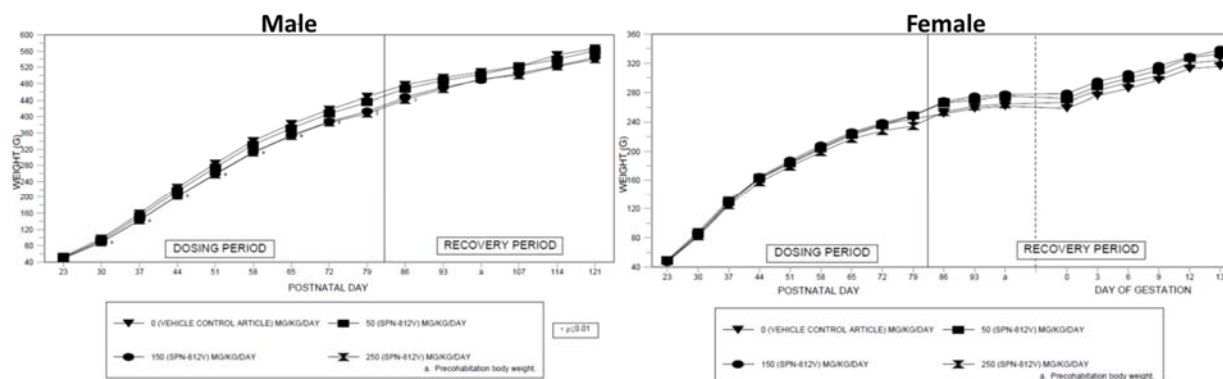 Male
Female
600
560
520
480
440
400
360
320
280
240
200
160
120
80
40
WEIGHT (G)
DOSING PERIOD
RECOVERY PERIOD
23 30 37 44 51 58 65 72 79 86 93 a 107 114 121
POSTNATAL DAY
0 (VEHICLE CONTROL ARTICLE) MG/KG/DAY
50 (SPN-812V) MG/KG/DAY
150 (SPN-812V) MG/KG/DAY
250 (SPN-812V) MG/KG/DAY
a. Precohabitation body weight.
360
320
280
240
200
160
120
80
40
WEIGHT (G)
DOSING PERIOD
RECOVERY PERIOD
23 30 37 44 51 58 65 72 79 86 93 a 0 3 6 9 12
POSTNATAL DAY
DAY OF GESTATION
0 (VEHICLE CONTROL ARTICLE) MG/KG/DAY
50 (SPN-812V) MG/KG/DAY
150 (SPN-812V) MG/KG/DAY
250 (SPN-812V) MG/KG/DAY
a. Precohabitation body weight.